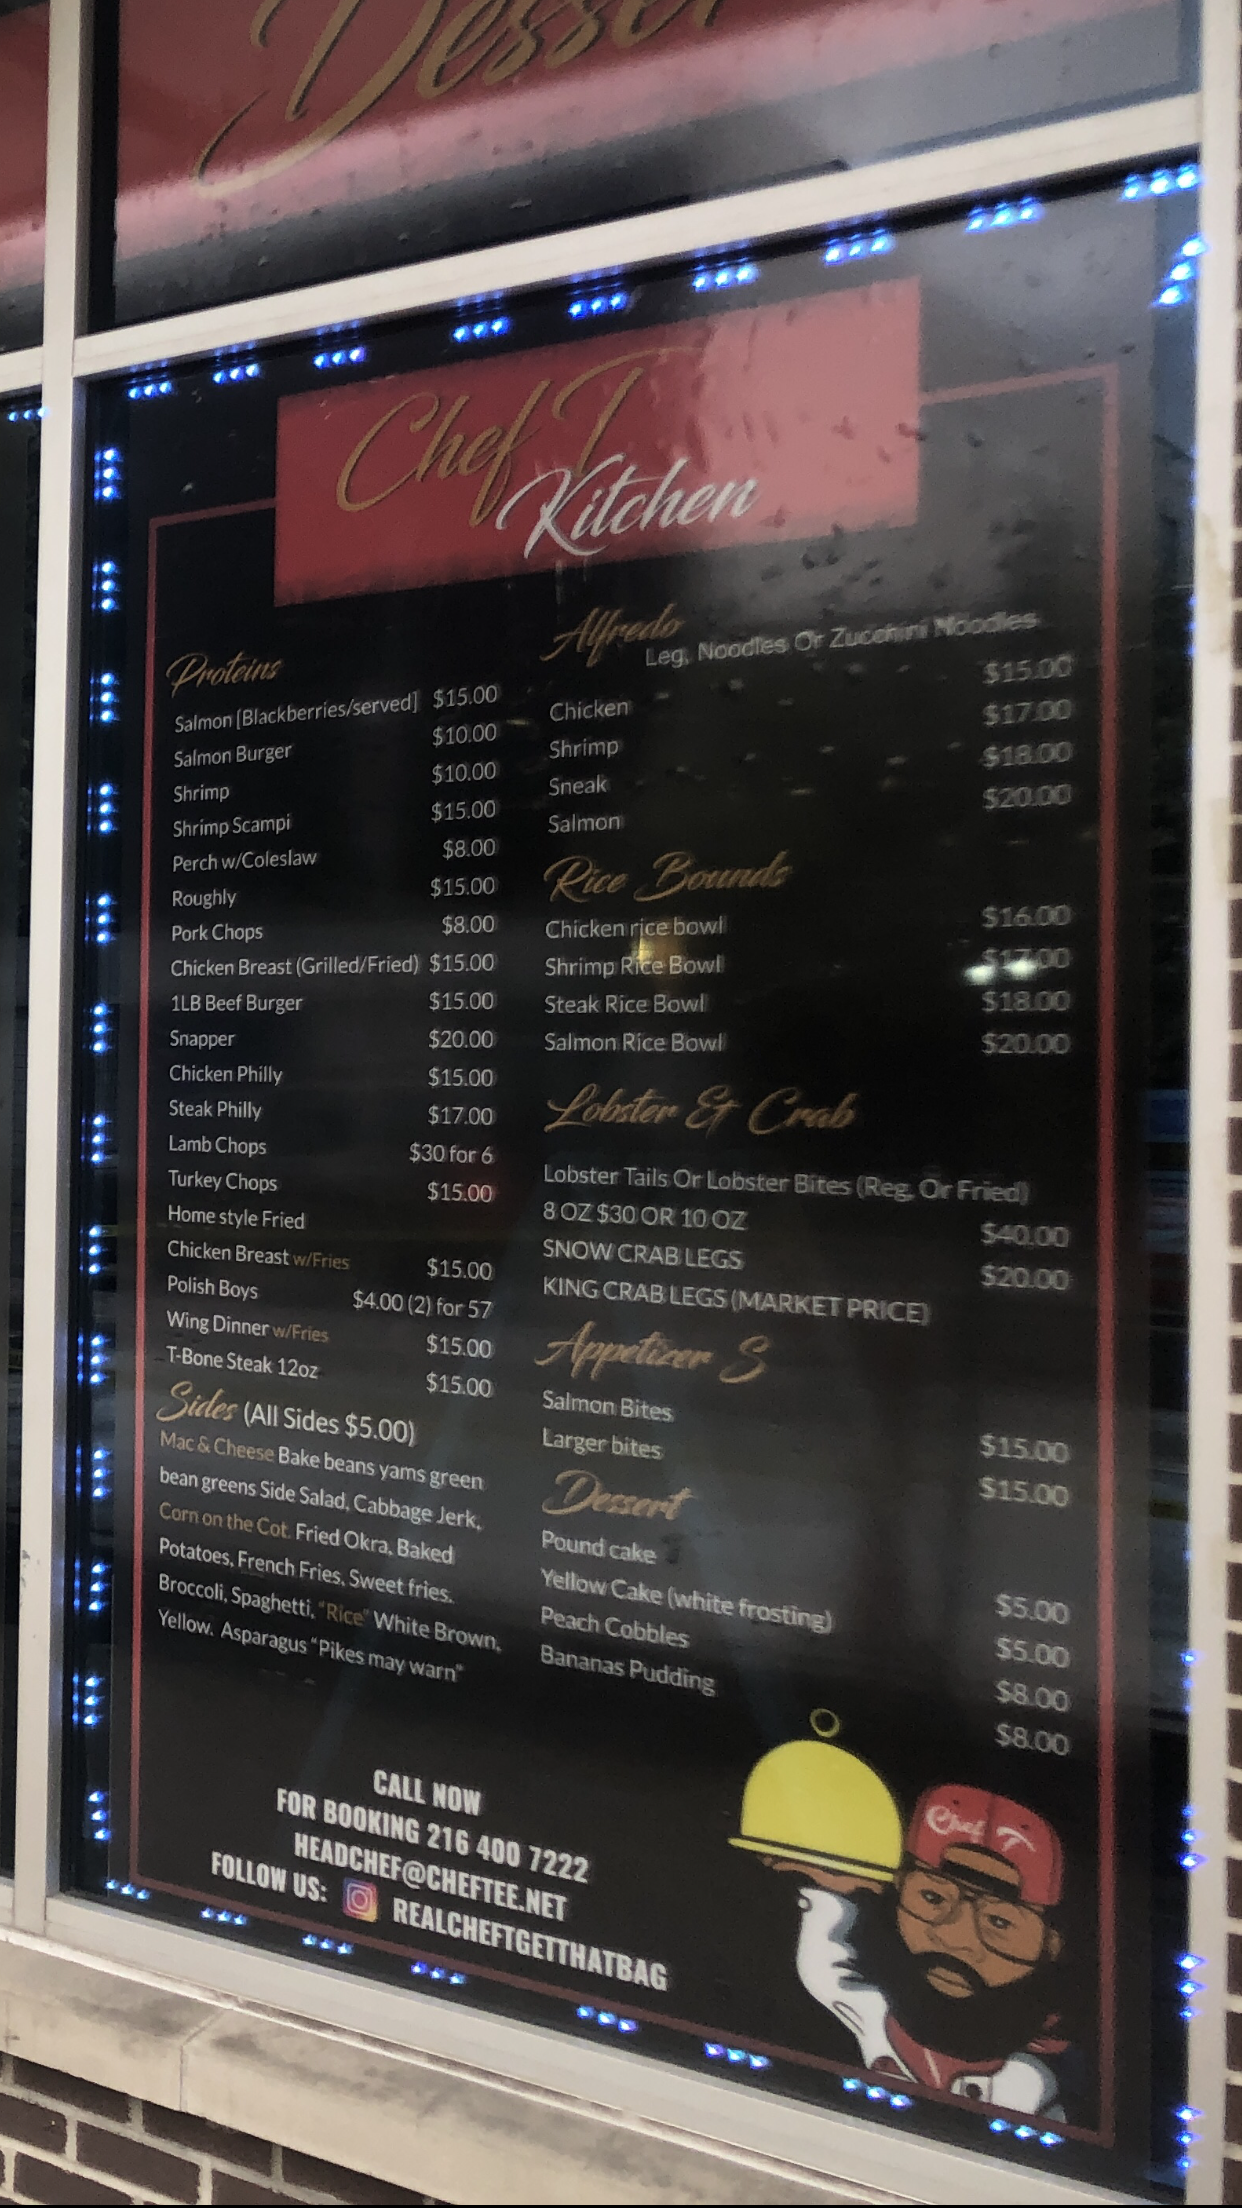 Desser
Chef T
Kitchen
Proteins
Salmon [Blackberries/served] $15.00
Salmon Burger $10.00
Shrimp $10.00
Shrimp Scampi $15.00
Perch w/Coleslaw $8.00
Roughly $15.00
Pork Chops $8.00
Chicken Breast (Grilled/Fried) $15.00
1LB Beef Burger $15.00
Snapper $20.00
Chicken Philly $15.00
Steak Philly $17.00
Lamb Chops $30 for 6
Turkey Chops $15.00
Home style Fried
Chicken Breast w/Fries $15.00
Polish Boys $4.00 (2) for 57
Wing Dinner w/Fries $15.00
T-Bone Steak 12oz $15.00
Sides (All Sides $5.00)
Mac & Cheese Bake beans yams green
bean greens Side Salad, Cabbage Jerk,
Corn on the Cot. Fried Okra, Baked
Potatoes, French Fries, Sweet fries,
Broccoli, Spaghetti, "Rice" White Brown,
Yellow, Asparagus "Pikes may warn"
Alfredo
Leg, Noodles Or Zucchini Noodles
Chicken $15.00
Shrimp $17.00
Sneak $18.00
Salmon $20.00
Rice Bounds
Chicken rice bowl $16.00
Shrimp Rice Bowl $17.00
Steak Rice Bowl $18.00
Salmon Rice Bowl $20.00
Lobster & Crab
Lobster Tails Or Lobster Bites (Reg, Or Fried)
8 OZ $30 OR 10 OZ $40.00
SNOW CRAB LEGS $20.00
KING CRAB LEGS (MARKET PRICE)
Appetizer S
Salmon Bites $15.00
Larger bites $15.00
Dessert
Pound cake $5.00
Yellow Cake (white frosting) $5.00
Peach Cobbles $8.00
Bananas Pudding $8.00
CALL NOW
FOR BOOKING 216 400 7222
HEADCHEF@CHEFTEE.NET
FOLLOW US: REALCHEFTGETTHATBAG
Chef T